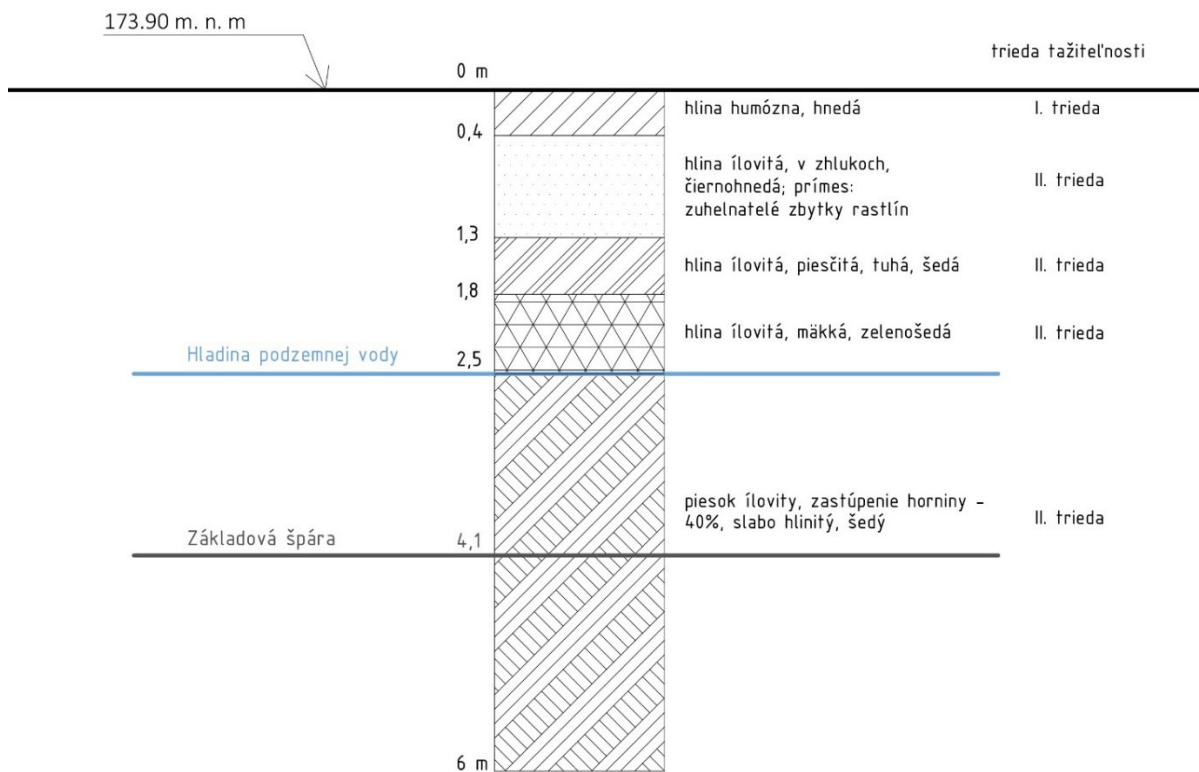 173.90 m. n. m
trieda tažiteľnosti
0 m
hlina humózna, hnedá
I. trieda
0,4
hlina ílovitá, v zhlukoch,
čiernohnedá; prímes:
zuhelnatelé zbytky rastlín
II. trieda
1,3
hlina ílovitá, piesčitá, tuhá, šedá
II. trieda
1,8
hlina ílovitá, mäkká, zelenošedá
II. trieda
Hladina podzemnej vody
2,5
piesok ílovity, zastúpenie horniny -
40%, slabo hlinitý, šedý
II. trieda
Základová špára
4,1
6 m